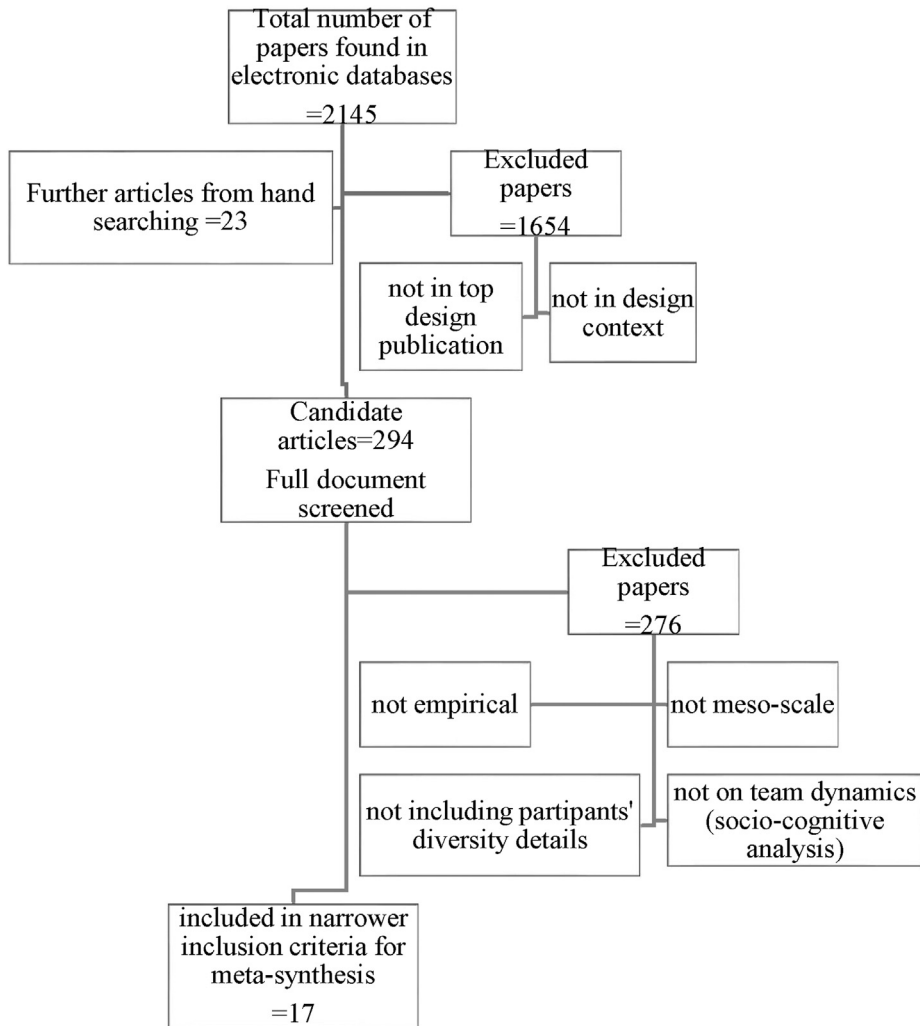 Total number of
papers found in
electronic databases
=2145
Further articles from hand
searching =23
Excluded
papers
=1654
not in top
design
publication
not in design
context
Candidate
articles=294
Full document
screened
Excluded
papers
=276
not empirical
not meso-scale
not including partipants'
diversity details
not on team dynamics
(socio-cognitive
analysis)
included in narrower
inclusion criteria for
meta-synthesis
=17